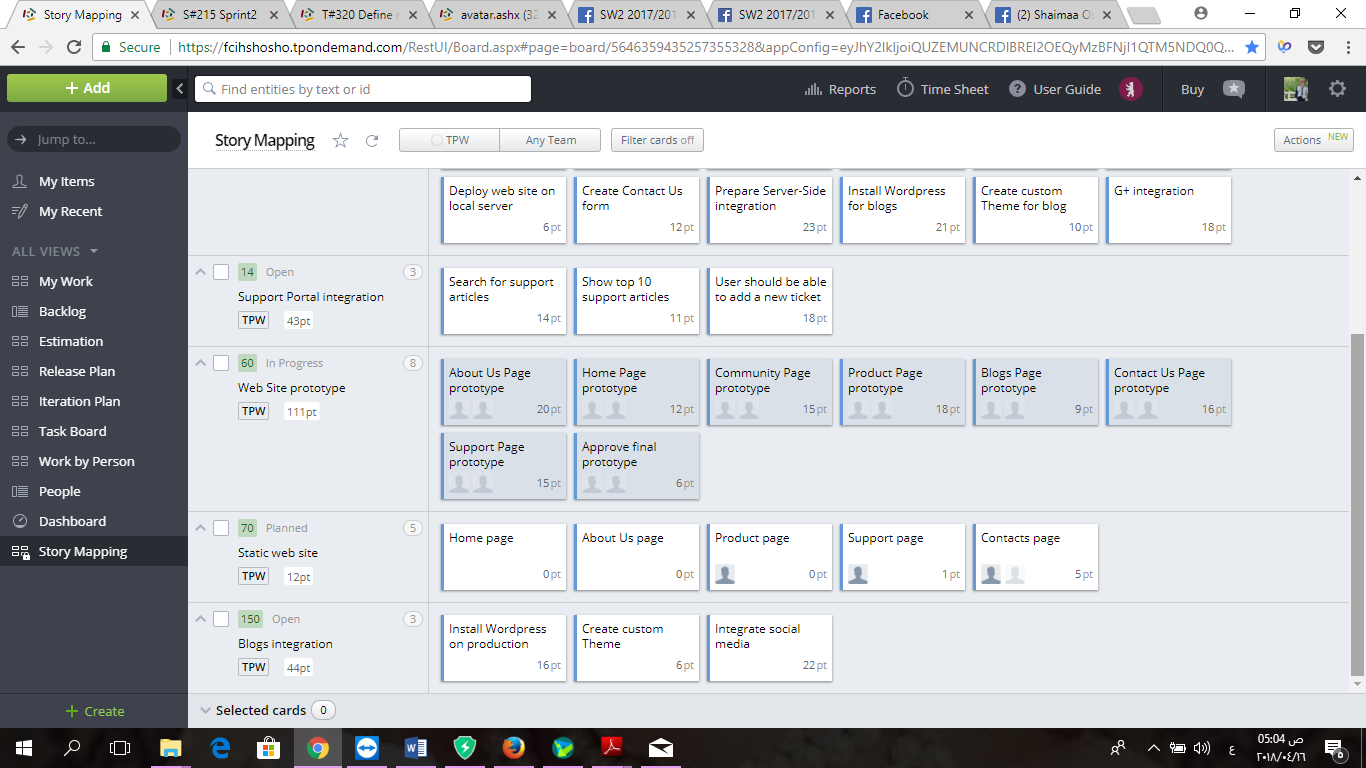 Story Mapping
S#215 Sprint2
T#320 Define r
avatar.ashx (32
SW2 2017/201
SW2 2017/201
Facebook
(2) Shaimaa Os
Secure
https://fcihshosho.tpondemand.com/RestUI/Board.aspx#page=board/5646359435257355328&appConfig=eyJhY2lkIjoiQUZEMUNCRDIBREI2OEQyMzBFNjI1QTM5NDQ0Q...
+ Add
Find entities by text or id
Reports
Time Sheet
User Guide
Buy
Jump to...
Story Mapping
TPW
Any Team
Filter cards off
Actions NEW
My Items
My Recent
ALL VIEWS
My Work
Backlog
Estimation
Release Plan
Iteration Plan
Task Board
Work by Person
People
Dashboard
Story Mapping
+ Create
Deploy web site on
local server
6pt
Create Contact Us
form
12pt
Prepare Server-Side
integration
23pt
Install Wordpress
for blogs
21pt
Create custom
Theme for blog
10pt
G+ integration
18pt
14 Open 3
Support Portal integration
TPW 43pt
Search for support
articles
14pt
Show top 10
support articles
11pt
User should be able
to add a new ticket
18pt
60 In Progress 8
Web Site prototype
TPW 111pt
About Us Page
prototype
20pt
Home Page
prototype
12pt
Community Page
prototype
15pt
Product Page
prototype
18pt
Blogs Page
prototype
9pt
Contact Us Page
prototype
16pt
Support Page
prototype
15pt
Approve final
prototype
6pt
70 Planned 5
Static web site
TPW 12pt
Home page
0pt
About Us page
0pt
Product page
0pt
Support page
1pt
Contacts page
5pt
150 Open 3
Blogs integration
TPW 44pt
Install Wordpress
on production
16pt
Create custom
Theme
6pt
Integrate social
media
22pt
Selected cards 0
ع
05:04 ص
٢٠١٨/٠٤/٢٦